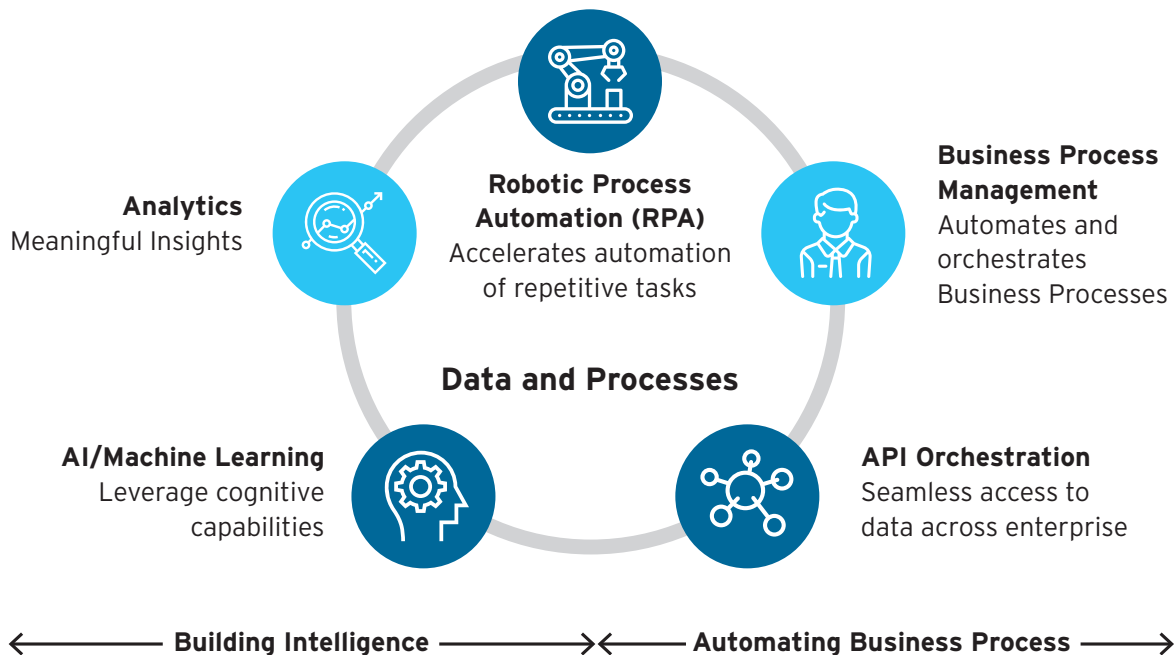 Robotic Process
Automation (RPA)
Accelerates automation
of repetitive tasks
Analytics
Meaningful Insights
Business Process
Management
Automates and
orchestrates
Business Processes
Data and Processes
AI/Machine Learning
Leverage cognitive
capabilities
API Orchestration
Seamless access to
data across enterprise
Building Intelligence
Automating Business Process